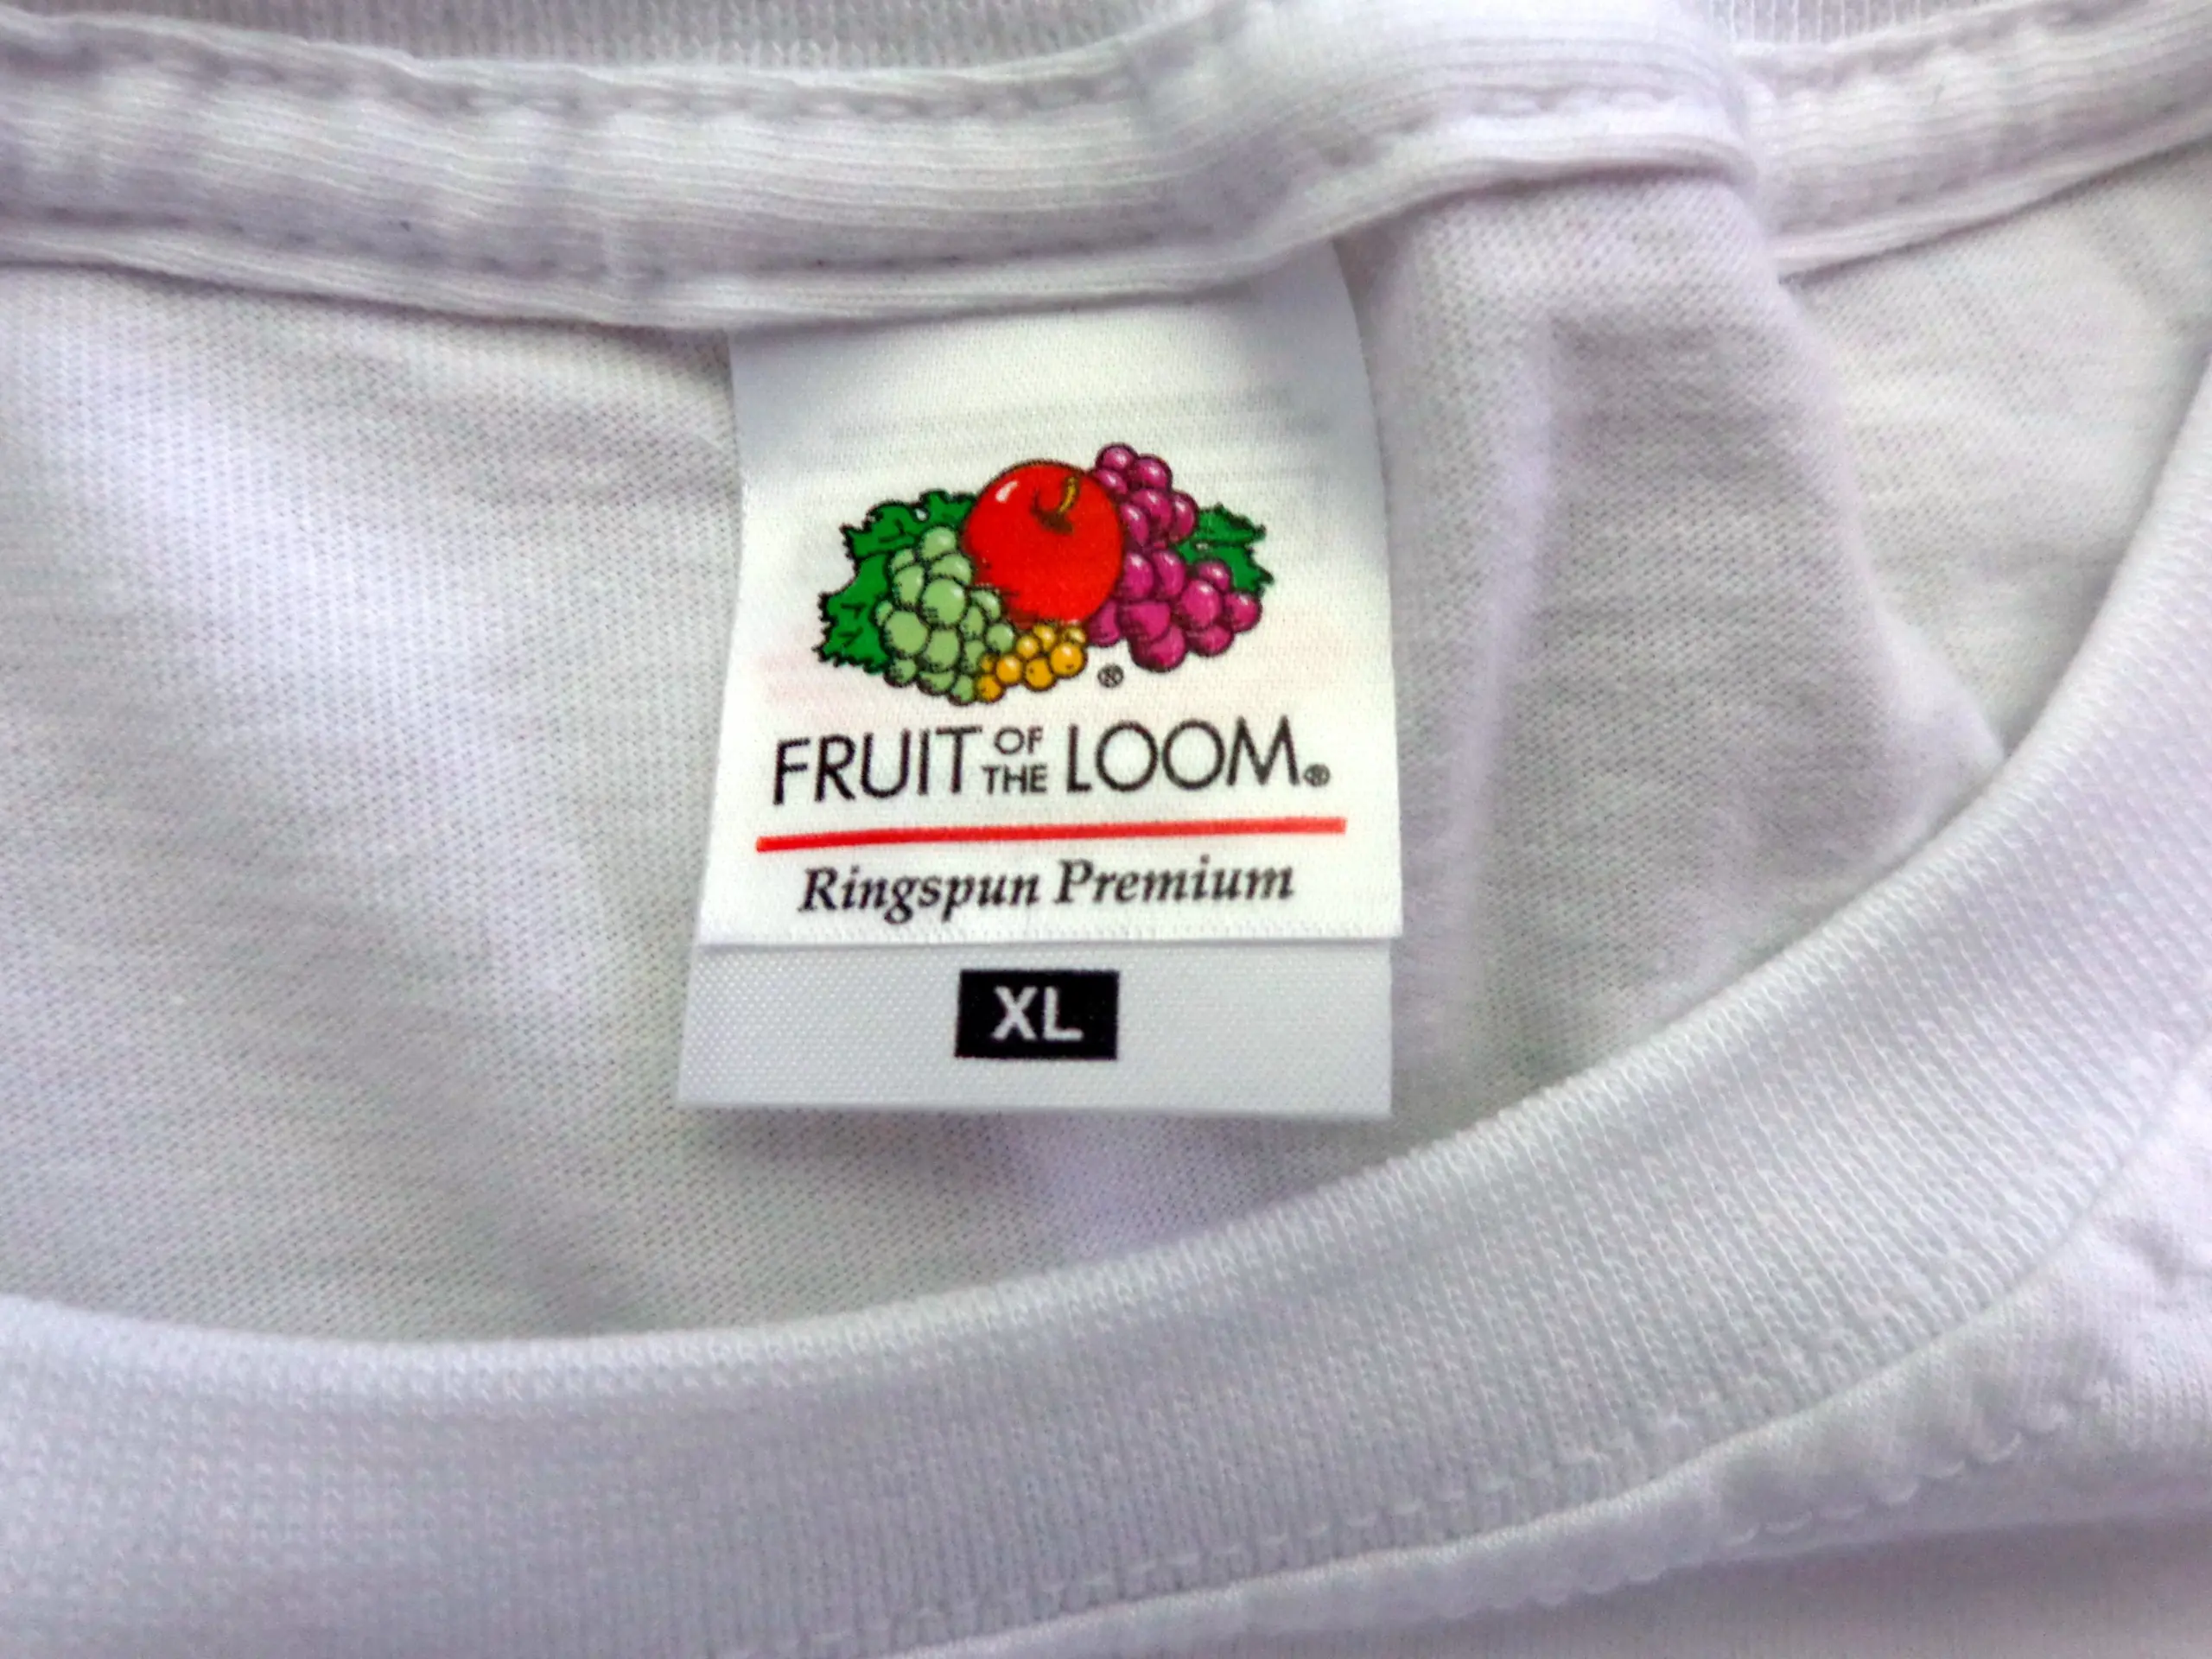 ®
FRUIT OF THE LOOM®
Ringspun Premium
XL